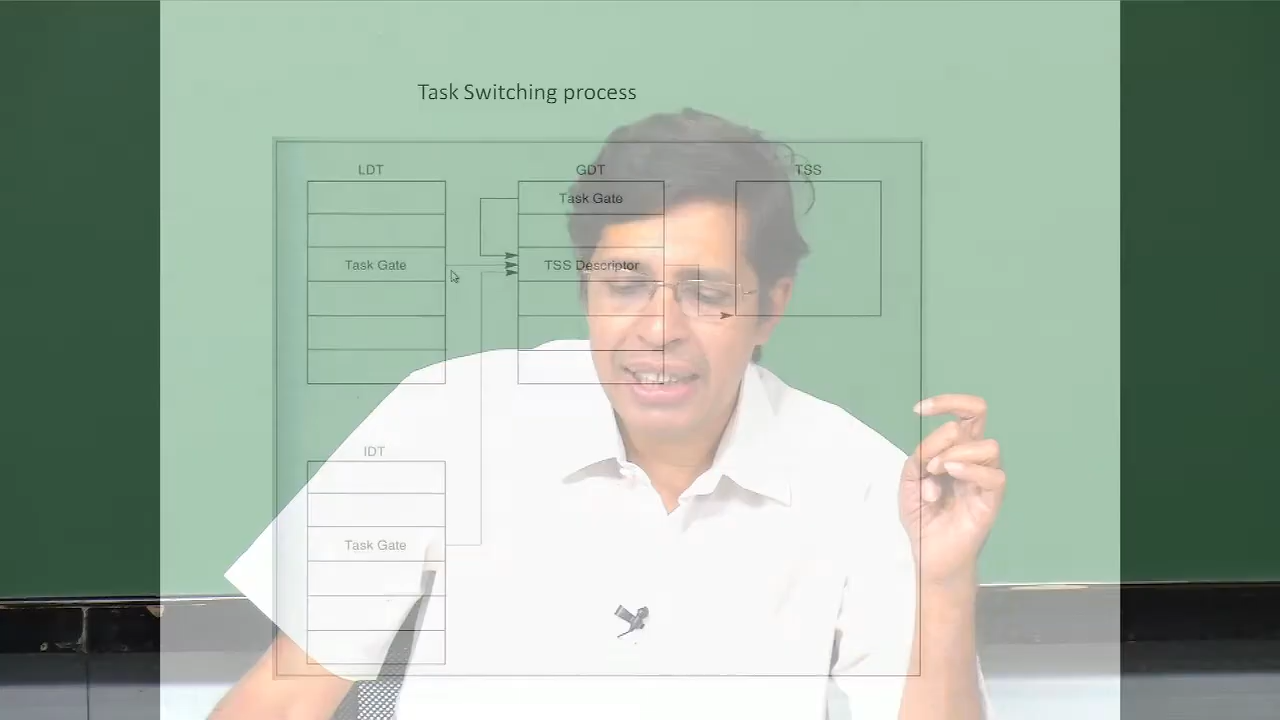 Task Switching process
LDT
GDT
TSS
Task Gate
Task Gate
TSS Descriptor
IDT
Task Gate